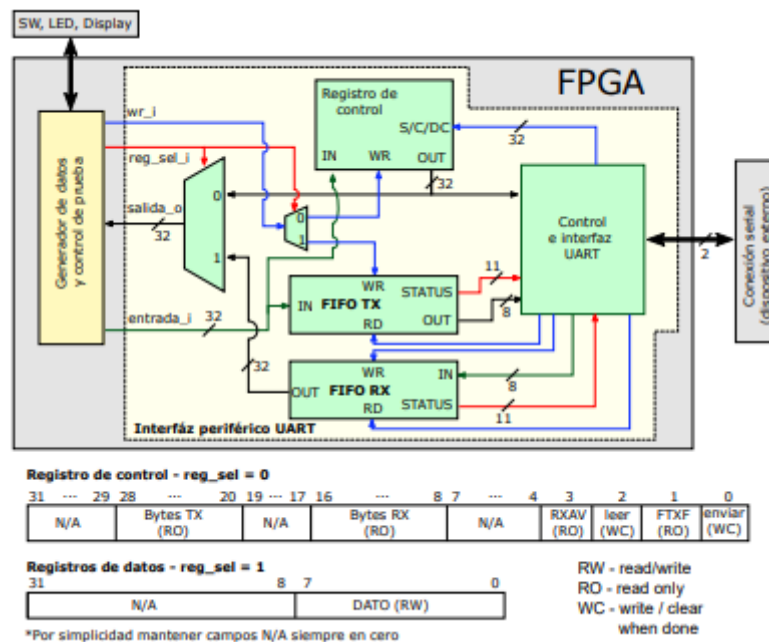 SW, LED, Display
FPGA
Generador de datos
y control de prueba
wr_i
reg_sel_i
salida_o
32
entrada_i
32
0
1
0
1
Registro de
control
S/C/DC
IN
WR
OUT
32
32
Control
e interfaz
UART
2
Conexión serial
(dispositivo externo)
WR
IN
FIFO TX
STATUS
OUT
RD
11
8
32
WR
IN
OUT
FIFO RX
STATUS
RD
8
11
Interfáz periférico UART
Registro de control - reg_sel = 0
31 ... 29 28 ... 20 19 ... 17 16 ... 8 7 ... 4 3 2 1 0
N/A Bytes TX (RO) N/A Bytes RX (RO) N/A RXAV (RO) leer (WC) FTXF (RO) enviar (WC)
Registros de datos - reg_sel = 1
31 8 7 0
N/A DATO (RW)
*Por simplicidad mantener campos N/A siempre en cero
RW - read/write
RO - read only
WC - write / clear
when done